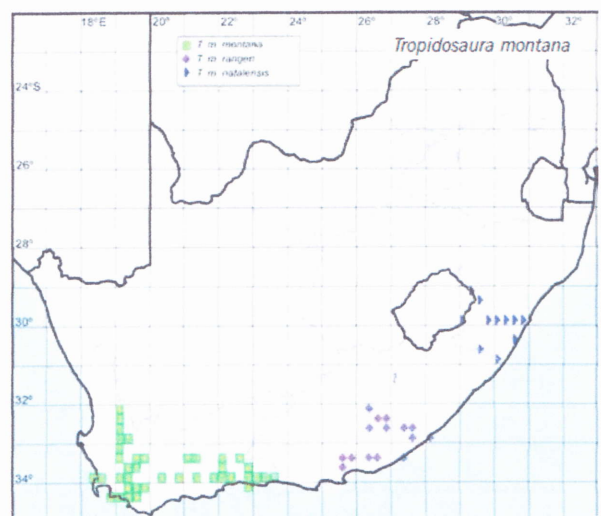 18°E 20° 22° 24° 26° 28° 30° 32°
Tropidosaura montana
T. m. montana
T. m. rangeri
T. m. natalensis
24°S
26°
28°
30°
32°
34°